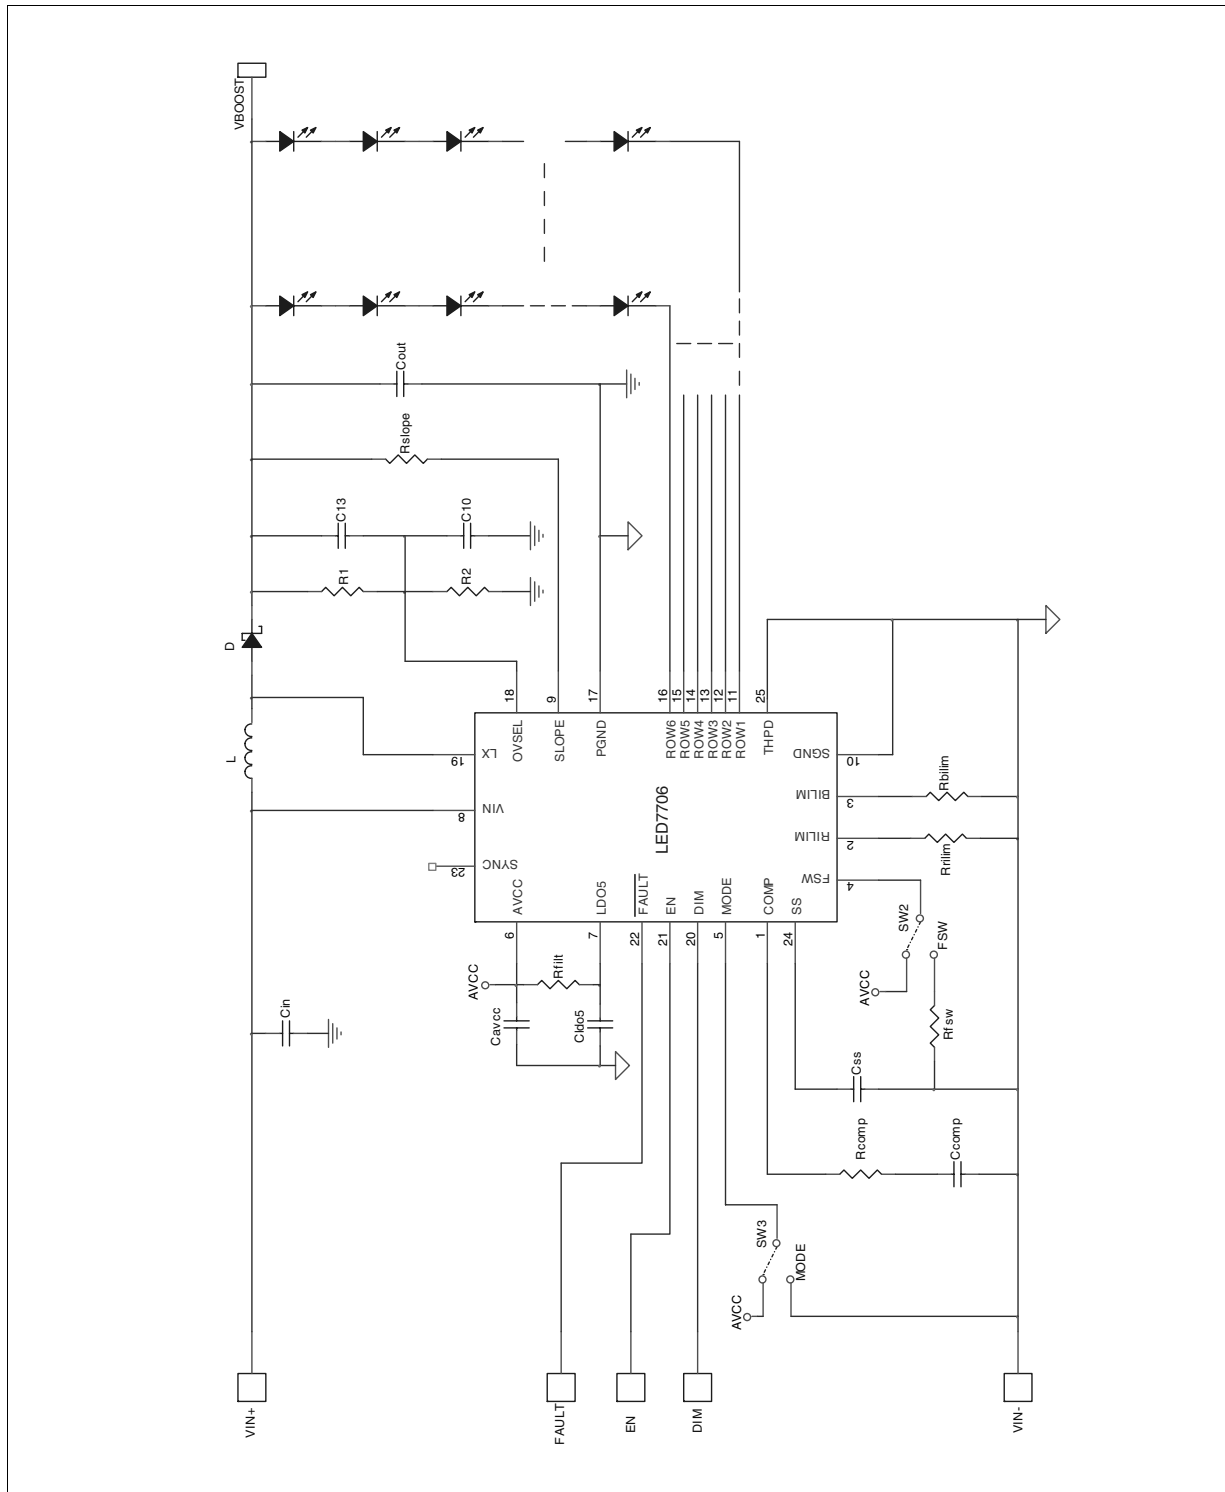 VBOOST
Cout
Rslope
C13
C10
R1
R2
D
L
18
9
17
16
15
14
13
12
11
25
19
LX
OVSEL
SLOPE
PGND
ROW6
ROW5
ROW4
ROW3
ROW2
ROW1
THPD
SGND
10
8
VIN
LED7706
BILIM
3
Rbilim
RILIM
2
Rrilim
23
SYNC
AVCC
LDO5
FAULT
EN
DIM
MODE
COMP
SS
FSW
4
6
7
22
21
20
5
1
24
SW2
FSW
AVCC
AVCC
Rfilt
Cin
Cavcc
Cldo5
Rfsw
Css
Rcomp
Ccomp
SW3
MODE
AVCC
VIN+
FAULT
EN
DIM
VIN-